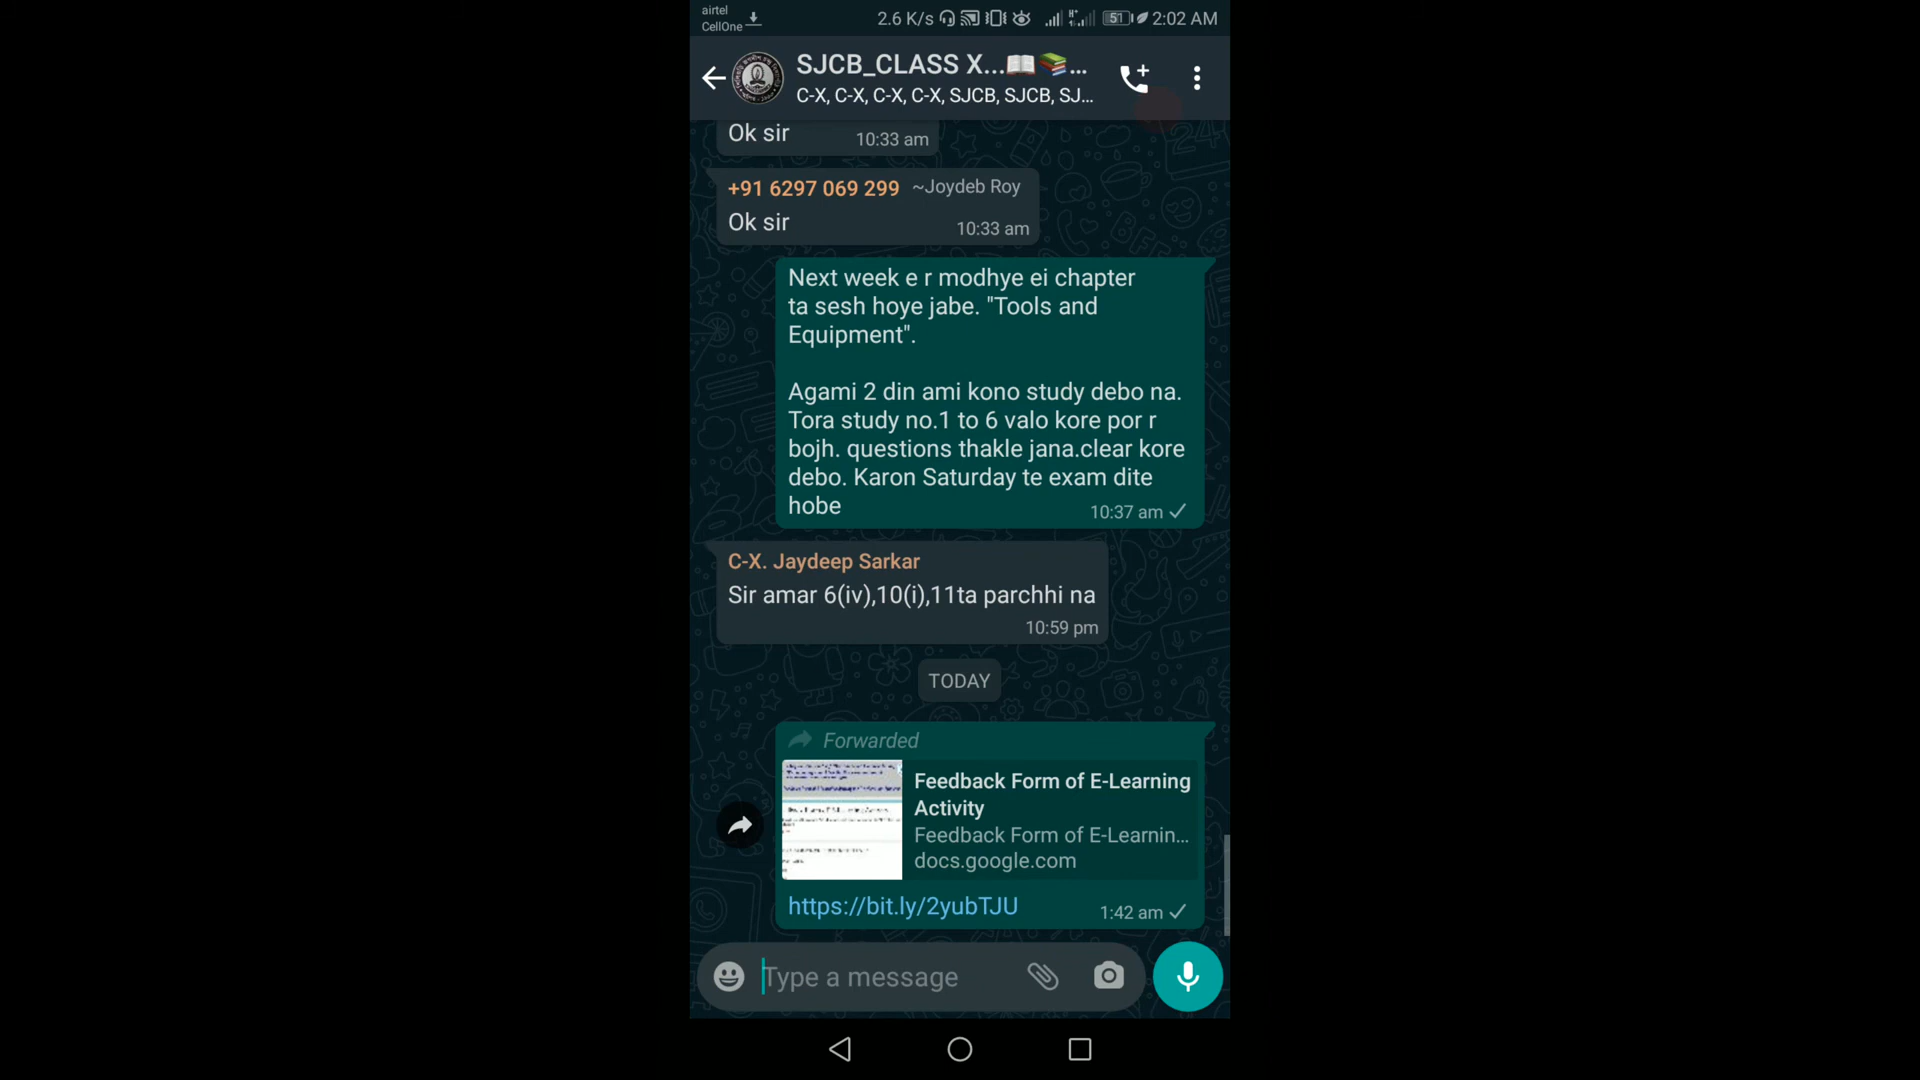 airtel
CellOne
2.6 K/s
51
2:02 AM
SJCB_CLASS X...📖📚...
C-X, C-X, C-X, C-X, SJCB, SJCB, SJ...
Ok sir
10:33 am
+91 6297 069 299 ~Joydeb Roy
Ok sir
10:33 am
Next week e r modhye ei chapter
ta sesh hoye jabe. "Tools and
Equipment".
Agami 2 din ami kono study debo na.
Tora study no.1 to 6 valo kore por r
bojh. questions thakle jana.clear kore
debo. Karon Saturday te exam dite
hobe
10:37 am
C-X. Jaydeep Sarkar
Sir amar 6(iv),10(i),11ta parchhi na
10:59 pm
TODAY
Forwarded
Feedback Form of E-Learning
Activity
Feedback Form of E-Learnin...
docs.google.com
https://bit.ly/2yubTJU
1:42 am
Type a message